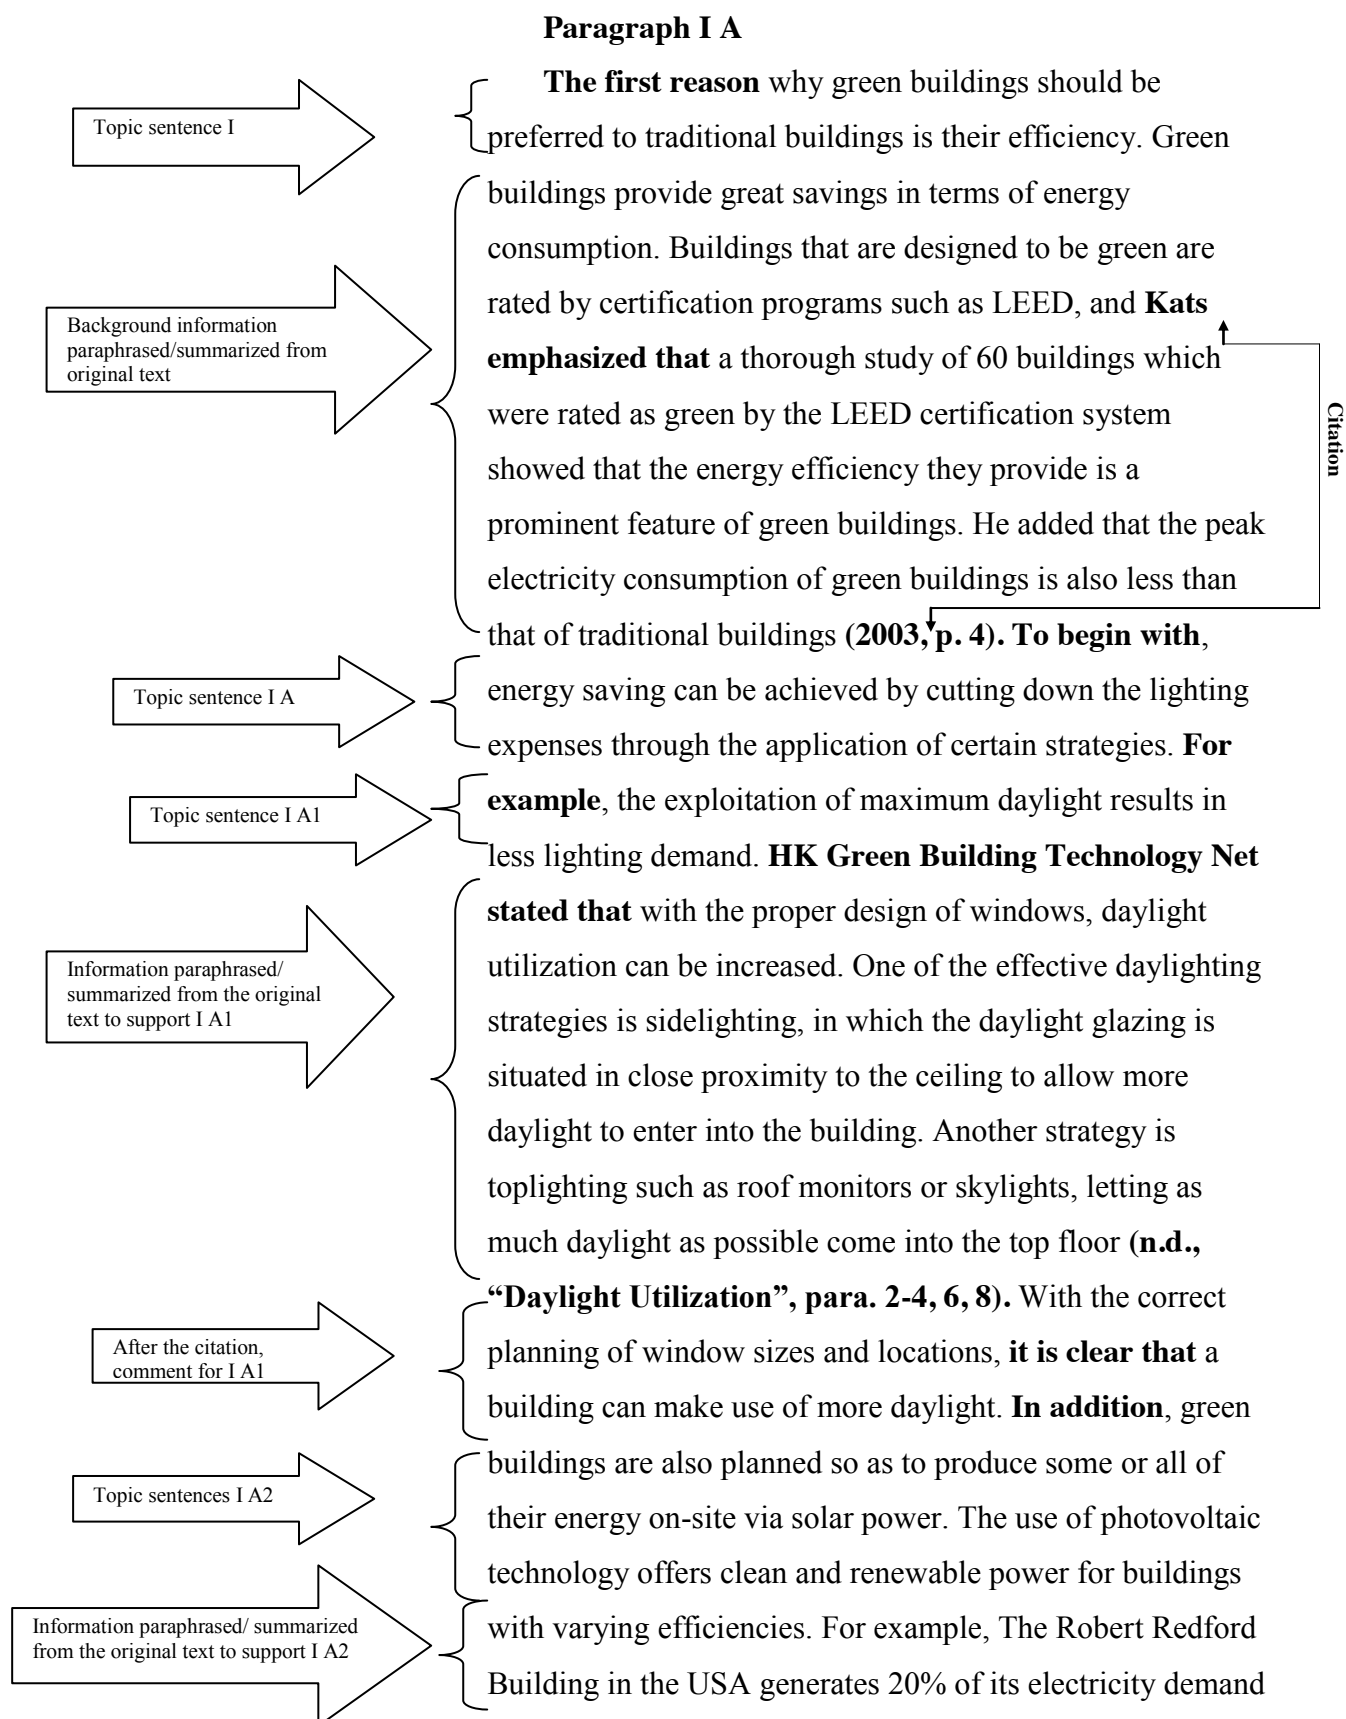 Paragraph I A
The first reason why green buildings should be
Topic sentence I
preferred to traditional buildings is their efficiency. Green
buildings provide great savings in terms of energy
consumption. Buildings that are designed to be green are
rated by certification programs such as LEED, and Kats
Background information
paraphrased/summarized from
original text
emphasized that a thorough study of 60 buildings which
were rated as green by the LEED certification system
Citation
showed that the energy efficiency they provide is a
prominent feature of green buildings. He added that the peak
electricity consumption of green buildings is also less than
that of traditional buildings (2003, p. 4). To begin with,
Topic sentence I A
energy saving can be achieved by cutting down the lighting
expenses through the application of certain strategies. For
Topic sentence I A1
example, the exploitation of maximum daylight results in
less lighting demand. HK Green Building Technology Net
stated that with the proper design of windows, daylight
Information paraphrased/
summarized from the original
text to support I A1
utilization can be increased. One of the effective daylighting
strategies is sidelighting, in which the daylight glazing is
situated in close proximity to the ceiling to allow more
daylight to enter into the building. Another strategy is
toplighting such as roof monitors or skylights, letting as
much daylight as possible come into the top floor (n.d.,
“Daylight Utilization”, para. 2-4, 6, 8). With the correct
After the citation,
comment for I A1
planning of window sizes and locations, it is clear that a
building can make use of more daylight. In addition, green
buildings are also planned so as to produce some or all of
Topic sentences I A2
their energy on-site via solar power. The use of photovoltaic
technology offers clean and renewable power for buildings
Information paraphrased/ summarized
from the original text to support I A2
with varying efficiencies. For example, The Robert Redford
Building in the USA generates 20% of its electricity demand